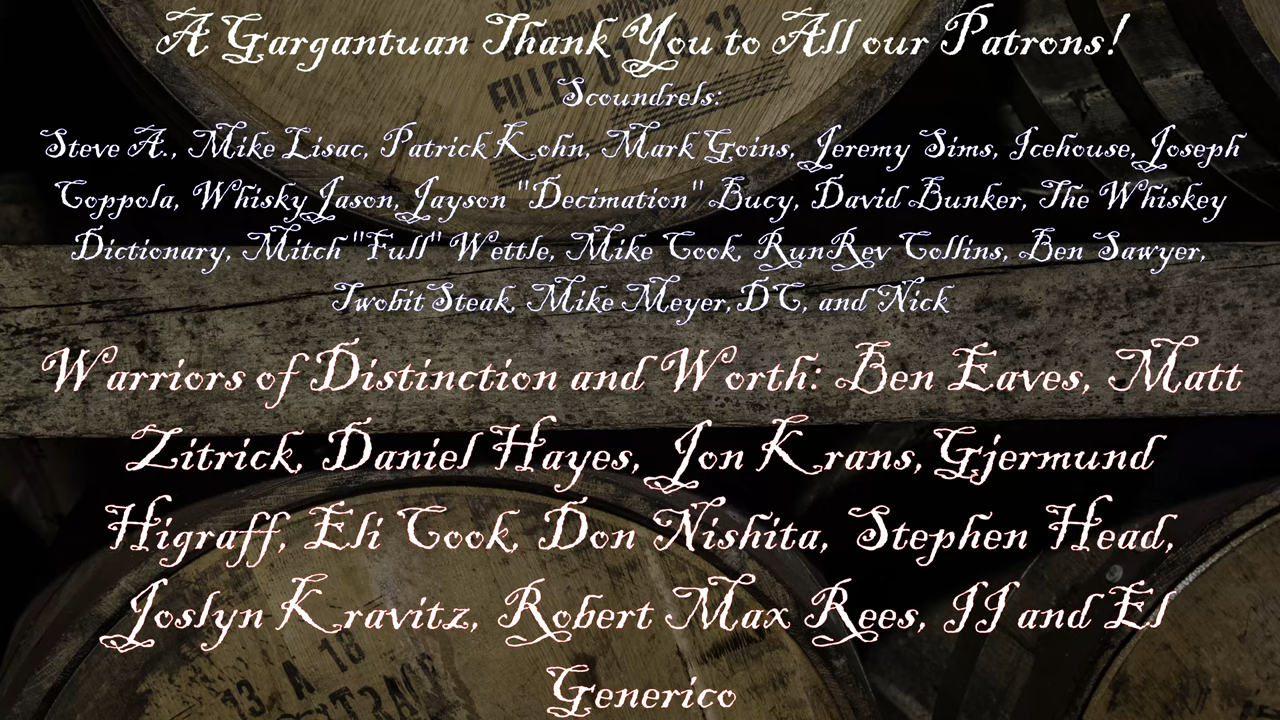 A Gargantuan Thank You to All our Patrons!
Scoundrels:
Steve A., Mike Lisac, Patrick Kohn, Mark Goins, Jeremy Sims, Icehouse, Joseph
Coppola, Whisky Jason, Jayson "Decimation" Bucy, David Bunker, The Whiskey
Dictionary, Mitch "Full" Wettle, Mike Cook, RunRev Collins, Ben Sawyer,
Twobit Steak, Mike Meyer, DC, and Nick
Warriors of Distinction and Worth: Ben Eaves, Matt
Zitrick, Daniel Hayes, Jon Krans, Gjermund
Higraff, Eli Cook, Don Nishita, Stephen Head,
Joslyn Kravitz, Robert Max Rees, JJ and El
Generico
FILLED
13
13 A 18